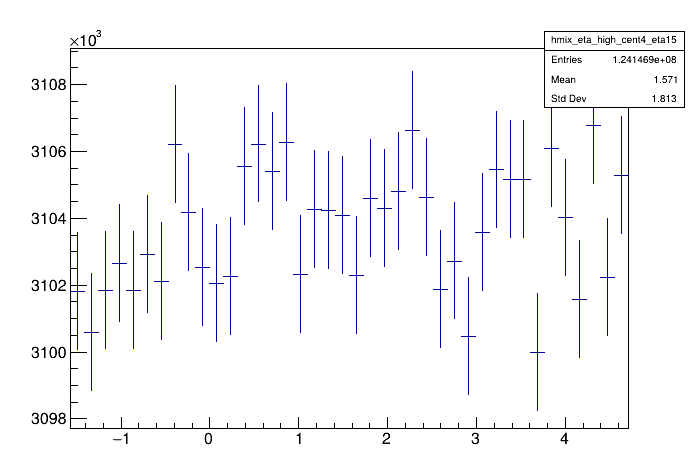 ×10³
hmix_eta_high_cent4_eta15
Entries 1.241469e+08
Mean 1.571
Std Dev 1.813
3108
3106
3104
3102
3100
3098
−1 0 1 2 3 4